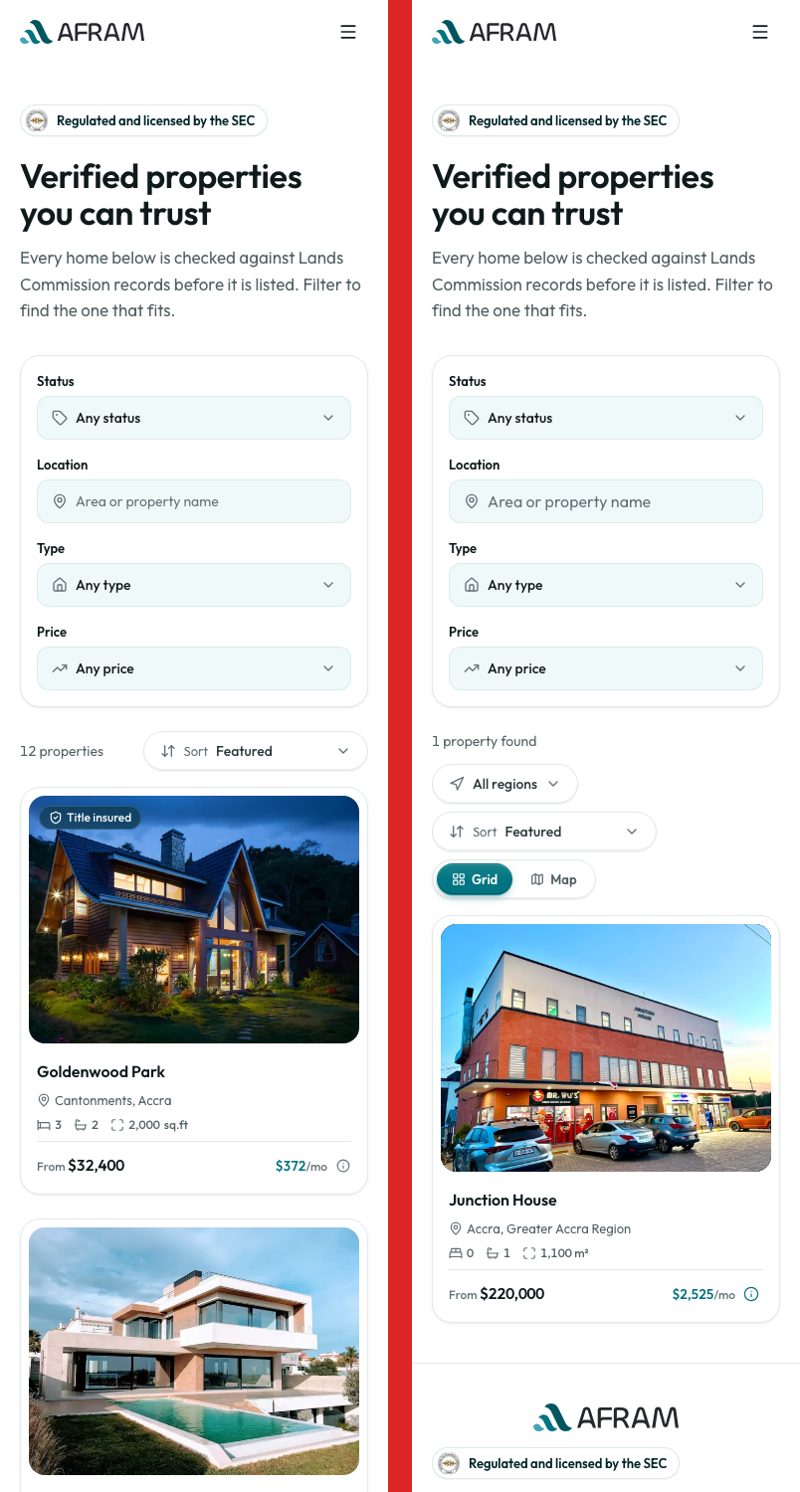 AFRAM
Regulated and licensed by the SEC
Verified properties
you can trust
Every home below is checked against Lands
Commission records before it is listed. Filter to
find the one that fits.
Status
Any status
Location
Area or property name
Type
Any type
Price
Any price
12 properties
Sort Featured
Title insured
Goldenwood Park
Cantonments, Accra
3 2 2,000 sq.ft
From $32,400 $372/mo
AFRAM
Regulated and licensed by the SEC
Verified properties
you can trust
Every home below is checked against Lands
Commission records before it is listed. Filter to
find the one that fits.
Status
Any status
Location
Area or property name
Type
Any type
Price
Any price
1 property found
All regions
Sort Featured
Grid Map
JUNCTION
HOUSE
MR. WU'S
Junction House
Accra, Greater Accra Region
0 1 1,100 m²
From $220,000 $2,525/mo
AFRAM
Regulated and licensed by the SEC